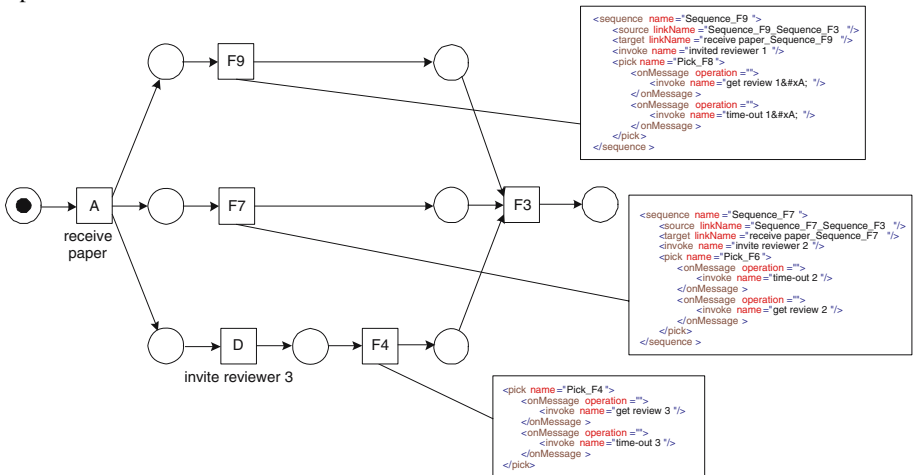 <sequence name="Sequence_F9 ">
<source linkName ="Sequence_F9_Sequence_F3 "/>
<target linkName ="receive paper_Sequence_F9 "/>
<invoke name ="invited reviewer 1 "/>
<pick name ="Pick_F8">
<onMessage operation ="">
<invoke name="get review 1&#xA; "/>
</onMessage >
<onMessage operation ="">
<invoke name="time-out 1&#xA; "/>
</onMessage >
</pick>
</sequence >
F9
A
receive
paper
F7
F3
<sequence name ="Sequence_F7 ">
<source linkName ="Sequence_F7_Sequence_F3 "/>
<target linkName ="receive paper_Sequence_F7 "/>
<invoke name ="invite reviewer 2 "/>
<pick name ="Pick_F6">
<onMessage operation ="">
<invoke name="time-out 2 "/>
</onMessage >
<onMessage operation ="">
<invoke name ="get review 2 "/>
</onMessage >
</pick>
</sequence >
D
invite reviewer 3
F4
<pick name="Pick_F4">
<onMessage operation ="">
<invoke name="get review 3 "/>
</onMessage >
<onMessage operation ="">
<invoke name ="time-out 3 "/>
</onMessage >
</pick>